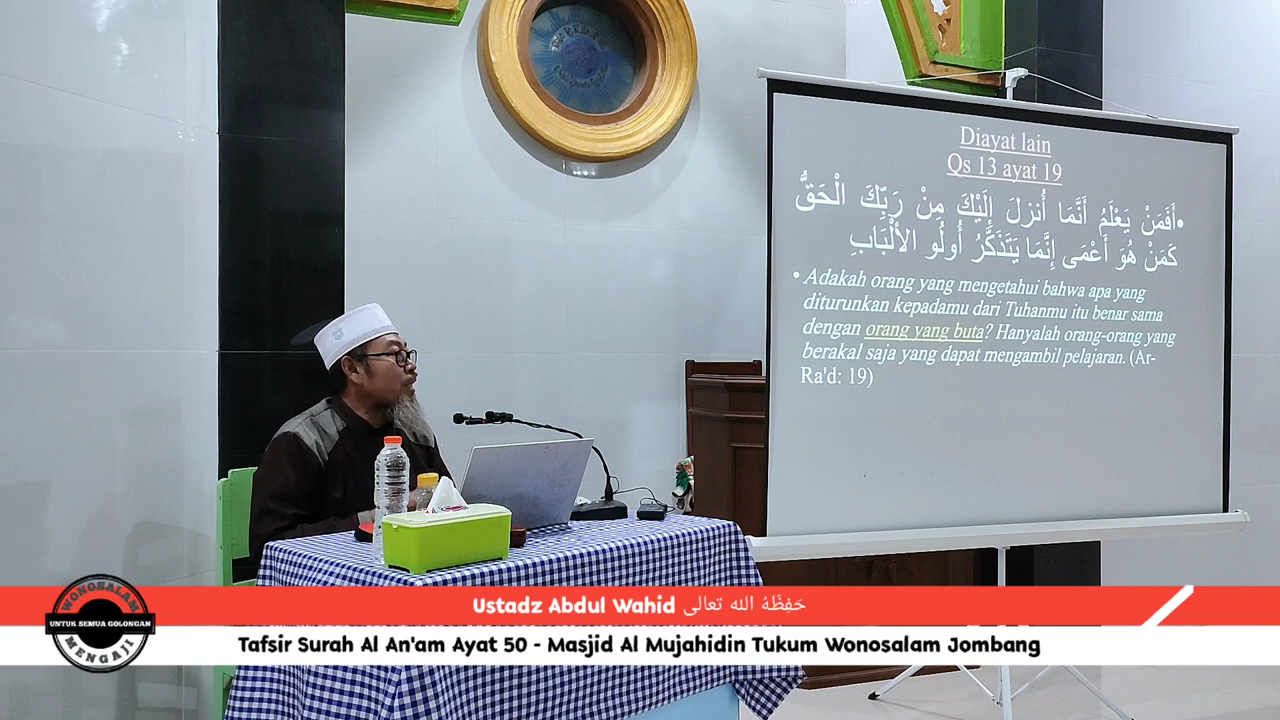 Diayat lain
Qs 13 ayat 19
•أَفَمَنْ يَعْلَمُ أَنَّمَا أُنزلَ إِلَيْكَ مِنْ رَبِّكَ الْحَقُّ
كَمَنْ هُوَ أَعْمَى إِنَّمَا يَتَذَكَّرُ أُولُو الألْبَابِ
• Adakah orang yang mengetahui bahwa apa yang
diturunkan kepadamu dari Tuhanmu itu benar sama
dengan orang yang buta? Hanyalah orang-orang yang
berakal saja yang dapat mengambil pelajaran. (Ar-
Ra'd: 19)
Ustadz Abdul Wahid حَفِظَهُ الله تعالى
WONOSALAM
UNTUK SEMUA GOLONGAN
MENGAJI
Tafsir Surah Al An'am Ayat 50 - Masjid Al Mujahidin Tukum Wonosalam Jombang